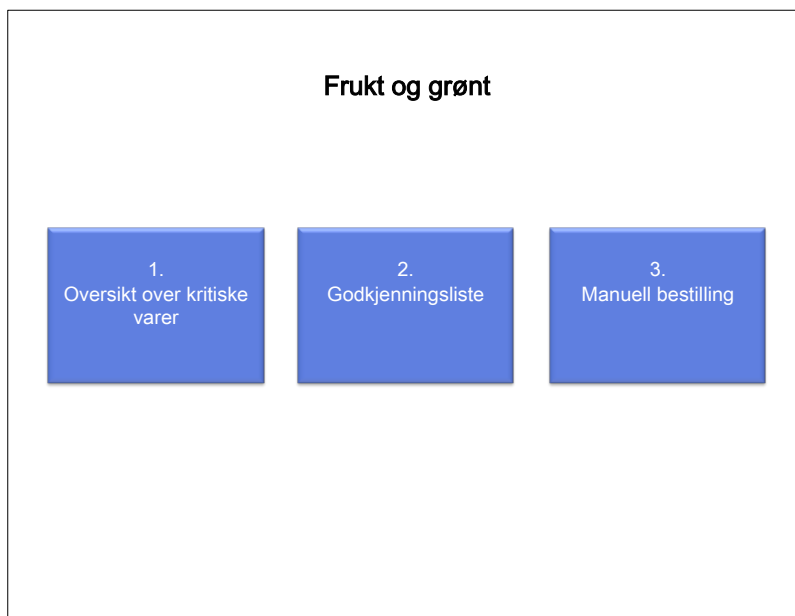 Frukt og grønt
1.
Oversikt over kritiske
varer
2.
Godkjenningsliste
3.
Manuell bestilling